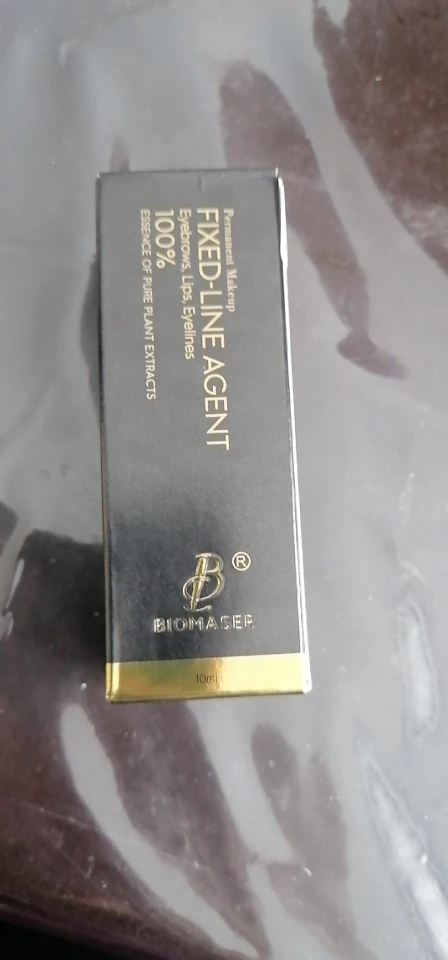 Permanent Makeup
FIXED-LINE AGENT
Eyebrows, Lips, Eyelines
100%
ESSENCE OF PURE PLANT EXTRACTS
®
BIOMASER
10ml